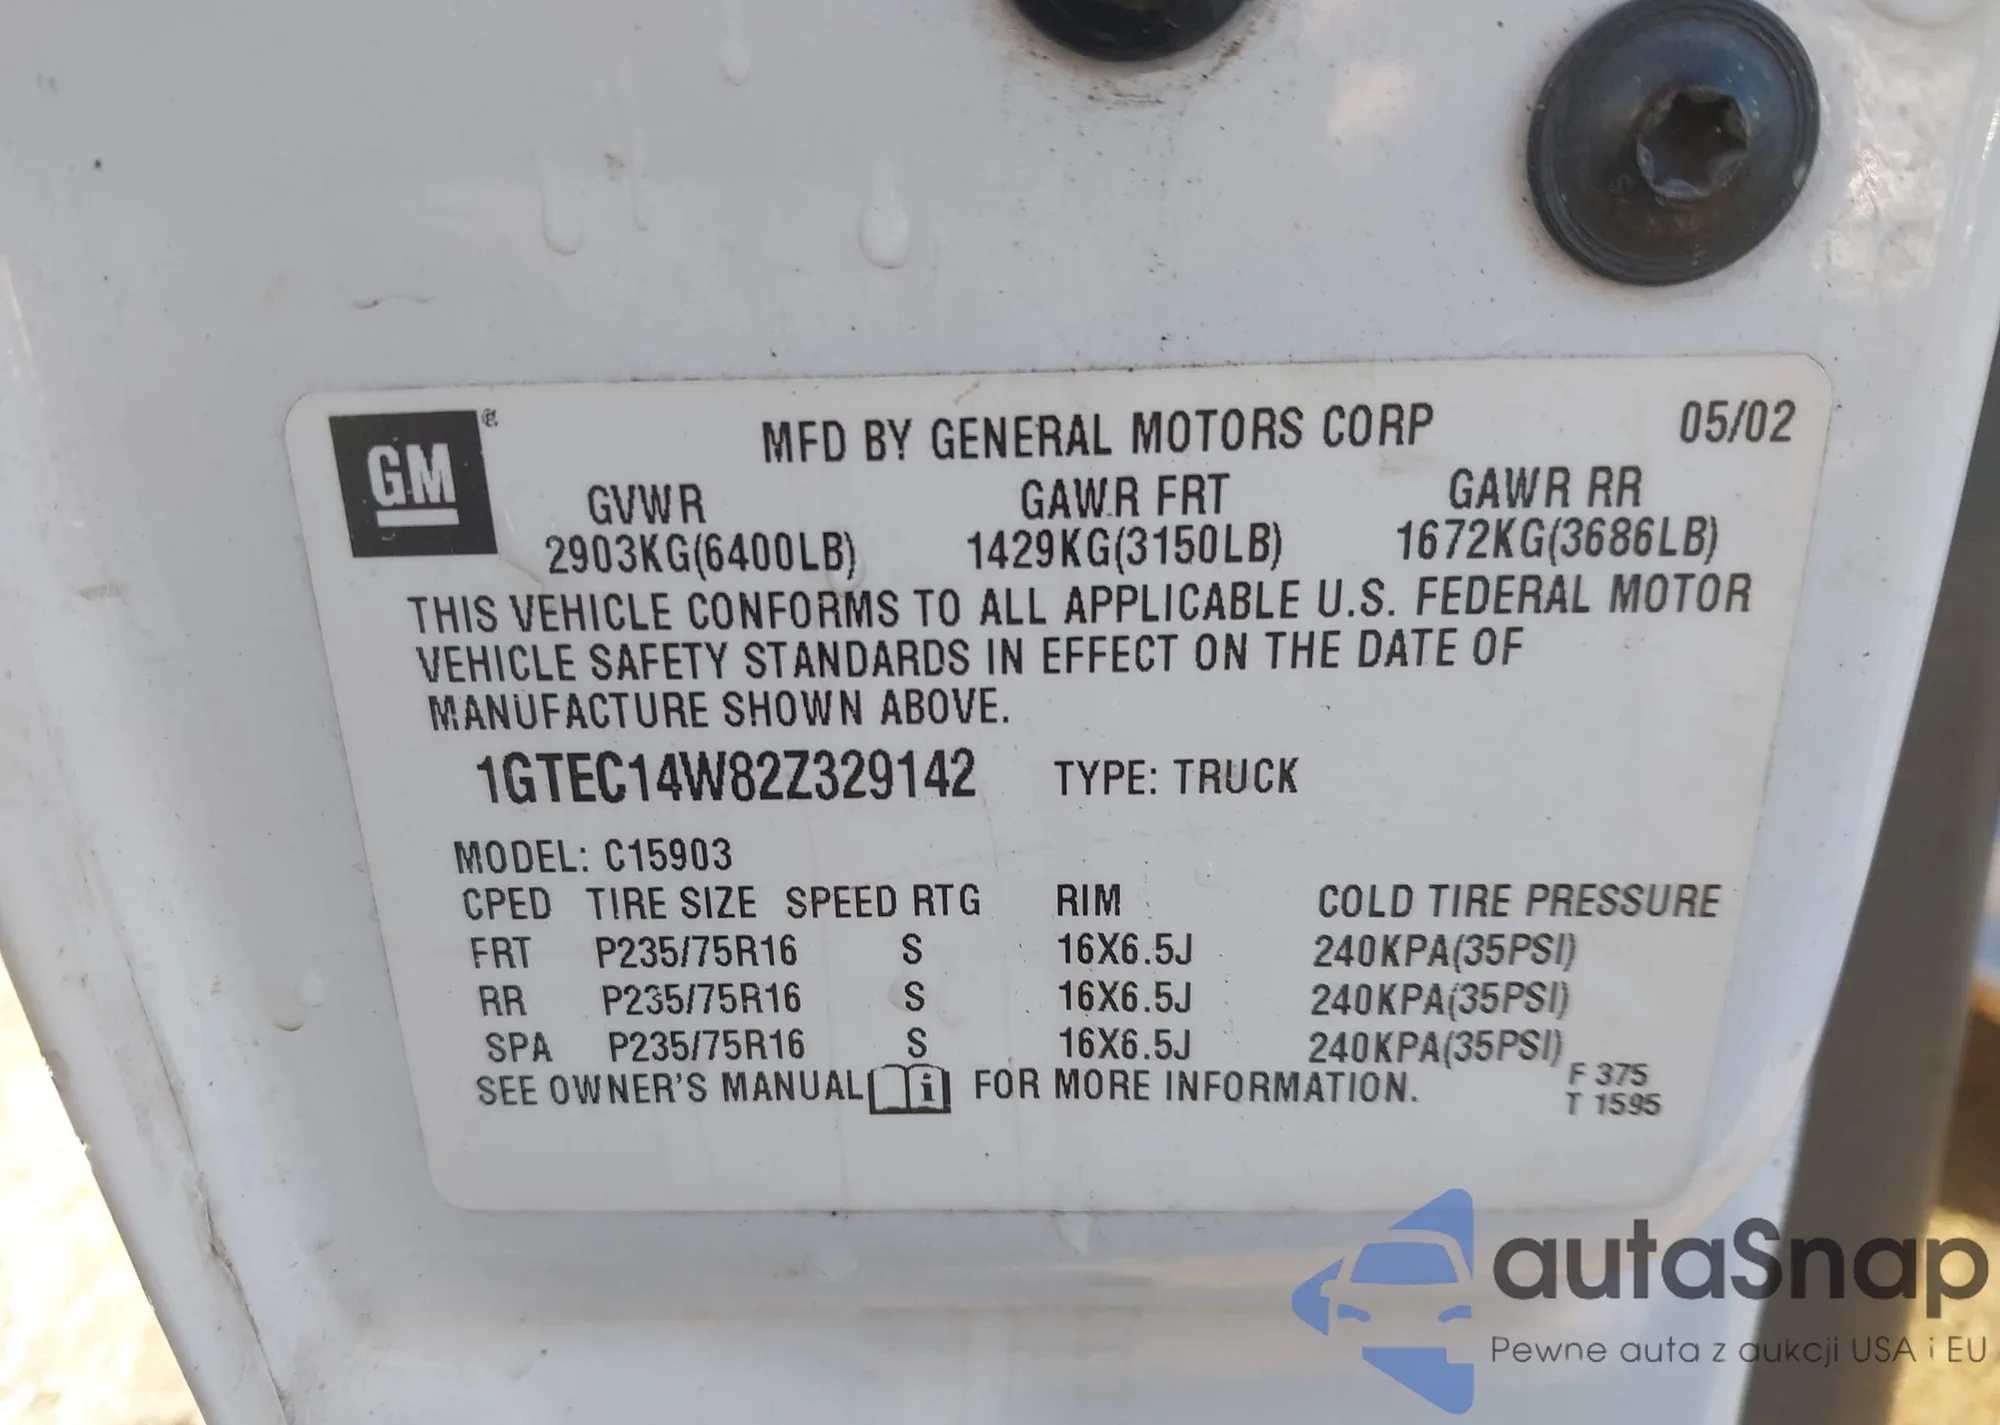 GM
MFD BY GENERAL MOTORS CORP 05/02
GVWR GAWR FRT GAWR RR
2903KG(6400LB) 1429KG(3150LB) 1672KG(3686LB)
THIS VEHICLE CONFORMS TO ALL APPLICABLE U.S. FEDERAL MOTOR
VEHICLE SAFETY STANDARDS IN EFFECT ON THE DATE OF
MANUFACTURE SHOWN ABOVE.
1GTEC14W82Z329142 TYPE: TRUCK
MODEL: C15903
CPED TIRE SIZE SPEED RTG RIM COLD TIRE PRESSURE
FRT P235/75R16 S 16X6.5J 240KPA(35PSI)
RR P235/75R16 S 16X6.5J 240KPA(35PSI)
SPA P235/75R16 S 16X6.5J 240KPA(35PSI)
SEE OWNER'S MANUAL i FOR MORE INFORMATION.
F 375
T 1595
autaSnap
Pewne auta z aukcji USA i EU